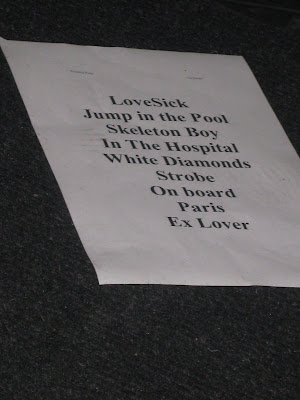 LoveSick
Jump in the Pool
Skeleton Boy
In The Hospital
White Diamonds
Strobe
On board
Paris
Ex Lover